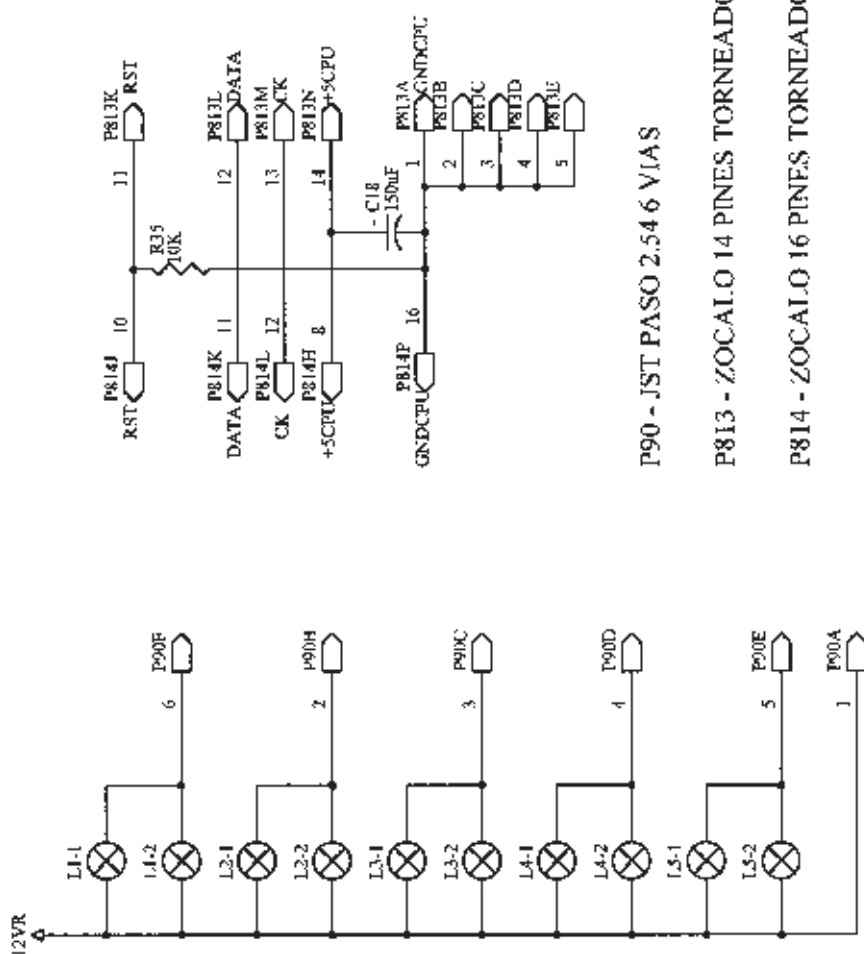 P813K
RST
11
R35
10K
10
P814J
RST
P813L
DATA
12
11
P814K
DATA
P813M
CK
13
12
P814L
CK
P813N
+5CPU
14
8
P814H
+5CPU
C18
150uF
P813A
GNDCPU
1
16
P814P
GNDCPU
P813B
2
P813C
3
P813D
4
P813E
5
P90 - JST PASO 2.54 6 VIAS
P813 - ZOCALO 14 PINES TORNEADO
P814 - ZOCALO 16 PINES TORNEADO
12VR
L1-1
L1-2
6
P90F
L2-1
L2-2
2
L3-1
L3-2
3
P90C
L4-1
L4-2
4
P90D
L5-1
L5-2
5
P90E
1
P90A